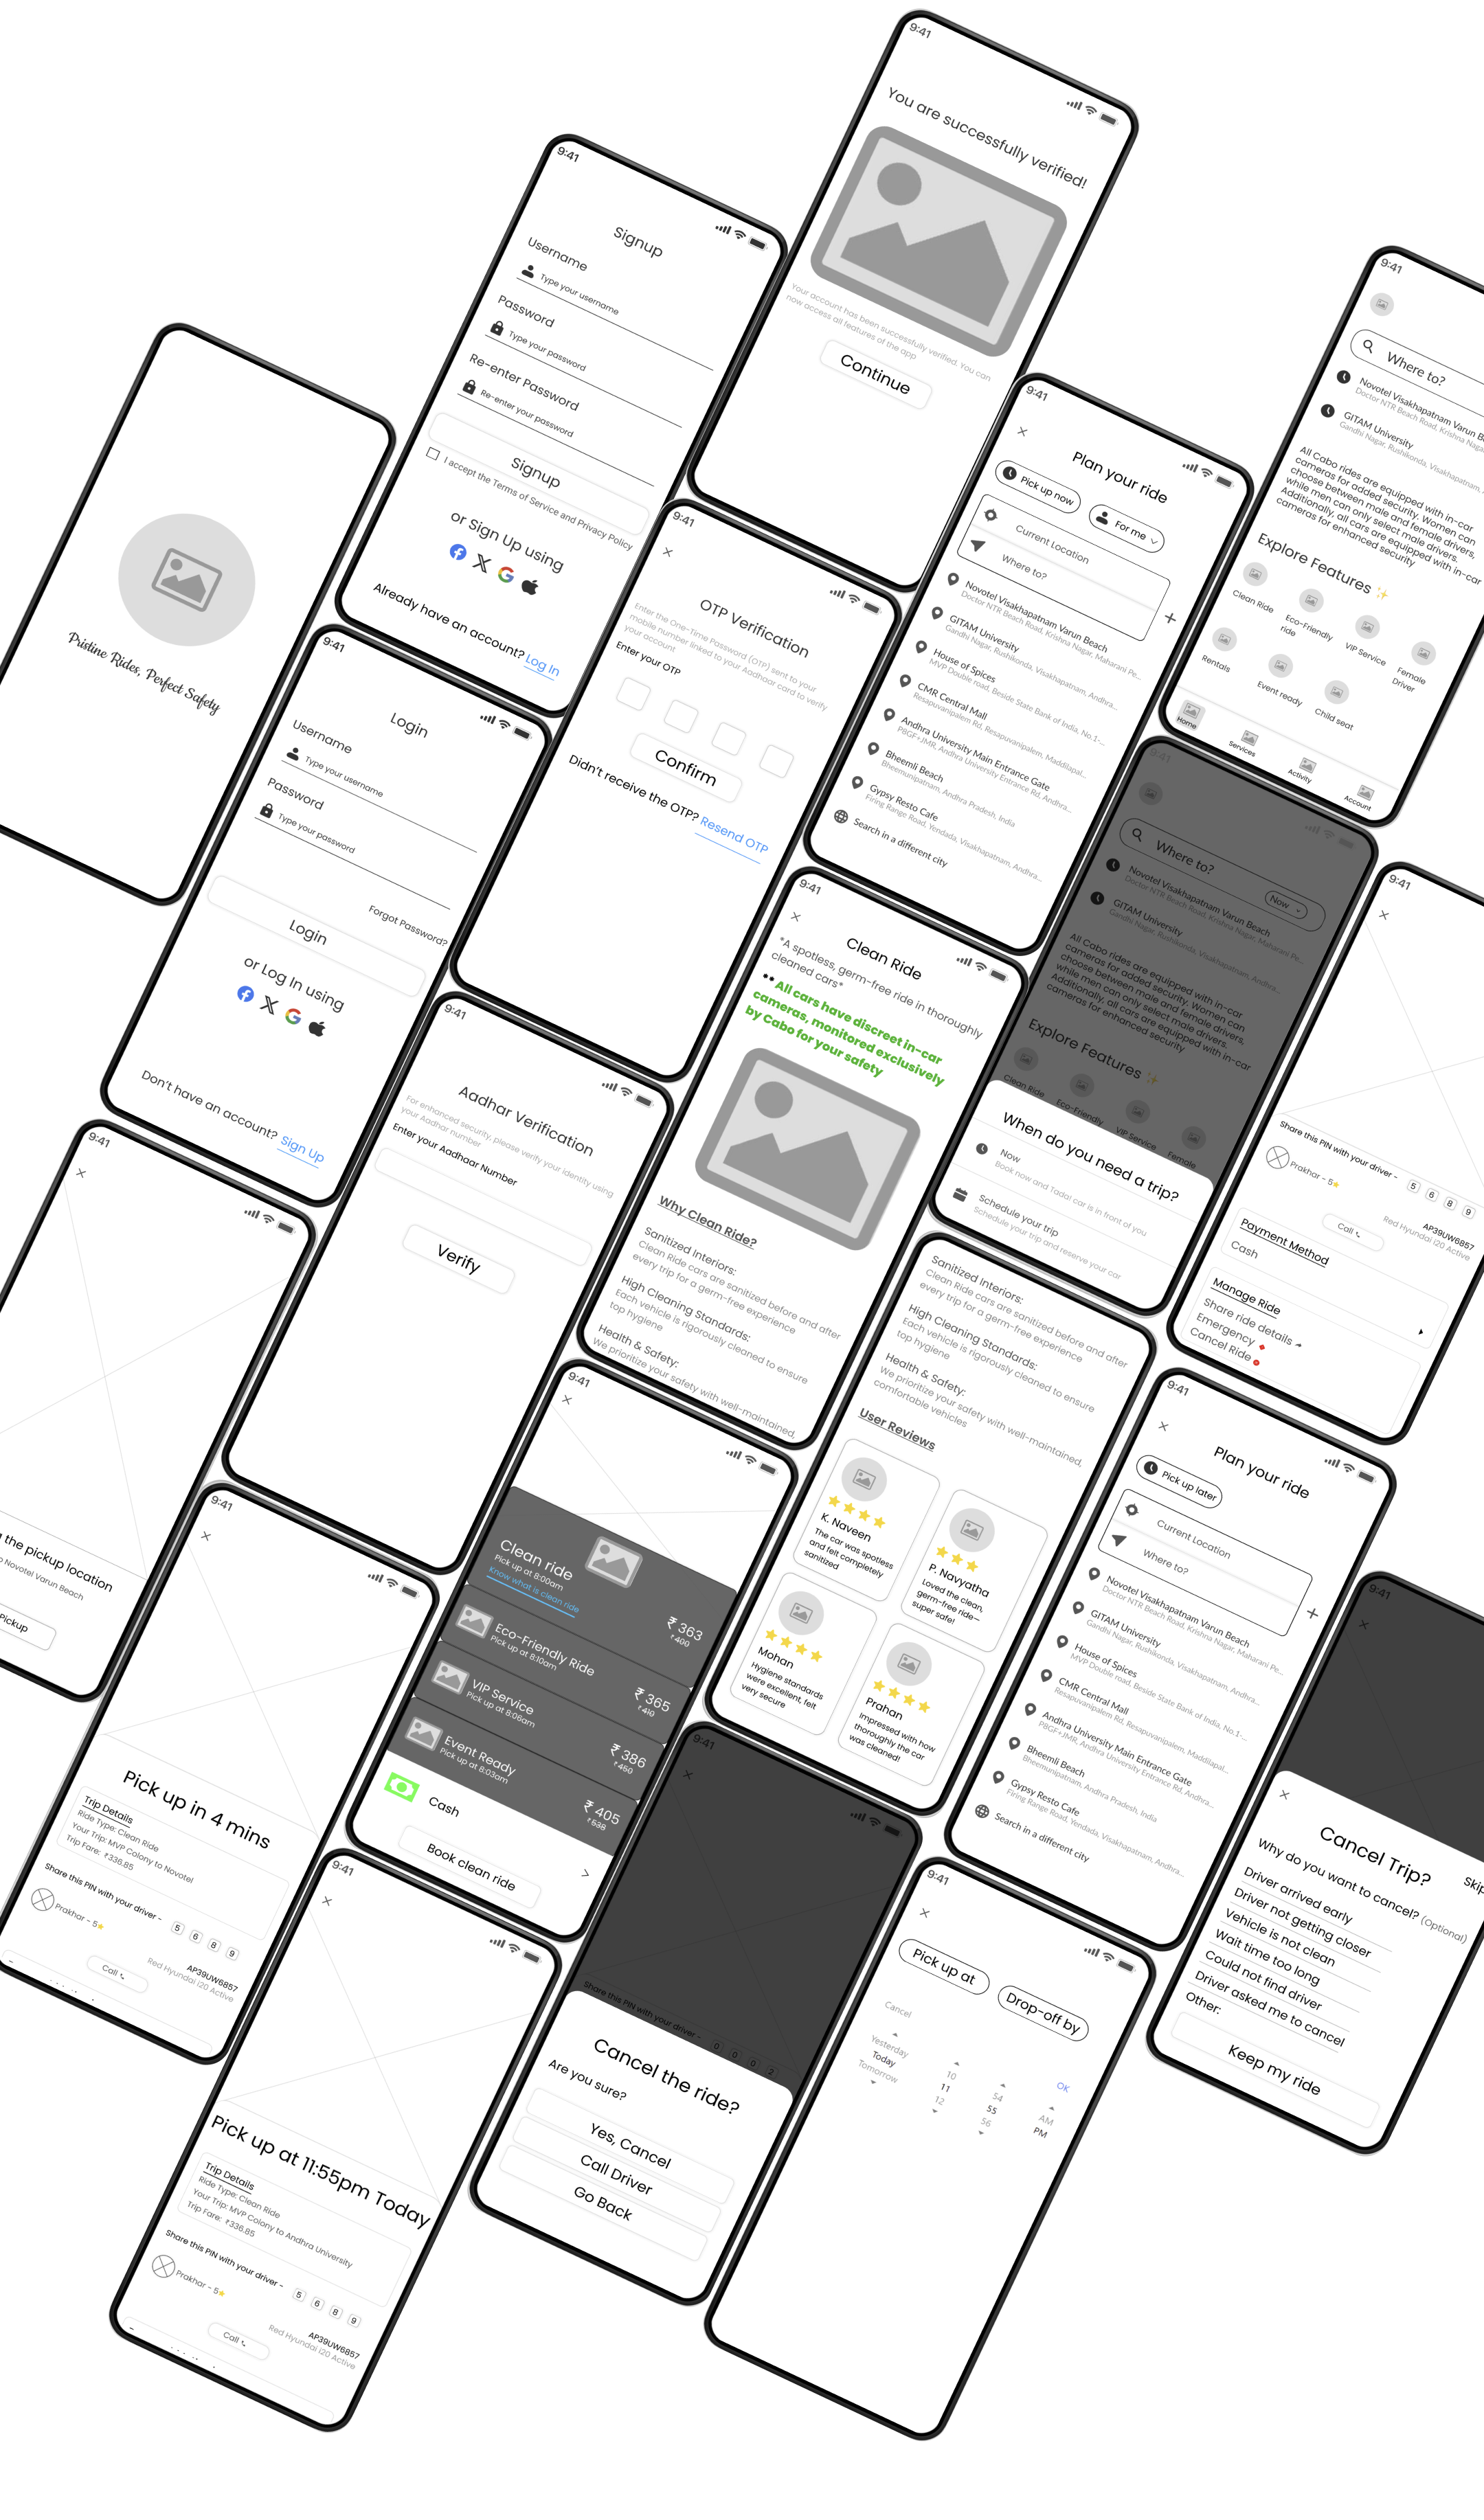 Pristine Rides, Perfect Safety
9:41
Signup
Username
Type your username
Password
Type your password
Re-enter Password
Re-enter your password
Signup
I accept the Terms of Service and Privacy Policy
or Sign Up using
Already have an account? Log In
9:41
Login
Username
Type your username
Password
Type your password
Forgot Password?
Login
or Log In using
Don't have an account? Sign Up
9:41
You are successfully verified!
Your account has been successfully verified. You can
now access all features of the app
Continue
9:41
OTP Verification
Enter the One-Time Password (OTP) sent to your
mobile number linked to your Aadhaar card to verify
your account
Enter your OTP
Confirm
Didn't receive the OTP? Resend OTP
9:41
Aadhar Verification
For enhanced security, please verify your identity using
your Aadhar number
Enter your Aadhaar Number
Verify
9:41
Where to?
Novotel Visakhapatnam Varun B
Doctor NTR Beach Road, Krishna Naga
GITAM University
Gandhi Nagar, Rushikonda, Visakhapatnam,
All Cabo rides are equipped with in-car
cameras for added security. Women can
choose between male and female drivers,
while men can only select male drivers.
Additionally, all cars are equipped with in-car
cameras for enhanced security
Explore Features ✨
Clean Ride
Eco-Friendly
ride
VIP Service
Female
Driver
Rentals
Event ready
Child seat
Home
Services
Activity
Account
9:41
Plan your ride
Pick up now
For me
Current Location
Where to?
Novotel Visakhapatnam Varun Beach
Doctor NTR Beach Road, Krishna Nagar, Maharani Pe...
GITAM University
Gandhi Nagar, Rushikonda, Visakhapatnam, Andhra...
House of Spices
MVP Double road, Beside State Bank of India, No.1-...
CMR Central Mall
Resapuvanipalem Rd, Resapuvanipalem, Maddilapal...
Andhra University Main Entrance Gate
P8GF+JMR, Andhra University Entrance Rd, Andhra...
Bheemli Beach
Bheemunipatnam, Andhra Pradesh, India
Gypsy Resto Cafe
Firing Range Road, Yendada, Visakhapatnam, Andhra...
Search in a different city
9:41
Where to?
Now
Novotel Visakhapatnam Varun Beach
Doctor NTR Beach Road, Krishna Nagar, Maharani Pe...
GITAM University
Gandhi Nagar, Rushikonda, Visakhapatnam, Andhra...
All Cabo rides are equipped with in-car
cameras for added security. Women can
choose between male and female drivers,
while men can only select male drivers.
Additionally, all cars are equipped with in-car
cameras for enhanced security
Explore Features ✨
Clean Ride
Eco-Friendly
VIP Service
Female
When do you need a trip?
Now
Book now and Tada! car is in front of you
Schedule your trip
Schedule your trip and reserve your car
9:41
Clean Ride
*A spotless, germ-free ride in thoroughly
cleaned cars*
** All cars have discreet in-car
cameras, monitored exclusively
by Cabo for your safety
Why Clean Ride?
Sanitized Interiors:
Clean Ride cars are sanitized before and after
every trip for a germ-free experience
High Cleaning Standards:
Each vehicle is rigorously cleaned to ensure
top hygiene
Health & Safety:
We prioritize your safety with well-maintained,
Sanitized Interiors:
Clean Ride cars are sanitized before and after
every trip for a germ-free experience
High Cleaning Standards:
Each vehicle is rigorously cleaned to ensure
top hygiene
Health & Safety:
We prioritize your safety with well-maintained,
comfortable vehicles
User Reviews
K. Naveen
The car was spotless
and felt completely
sanitized
P. Navyatha
Loved the clean,
germ-free ride—
super safe!
Mohan
Hygiene standards
were excellent, felt
very secure
Prahan
Impressed with how
thoroughly the car
was cleaned!
9:41
Share this PIN with your driver - 5 6 8 9
Prakhar - 5
AP39UW6857
Red Hyundai i20 Active
Call
Payment Method
Cash
Manage Ride
Share ride details
Emergency
Cancel Ride
9:41
the pickup location
Novotel Varun Beach
Pickup
9:41
Clean ride
Pick up at 8:00am
Know what is clean ride
₹ 363
₹ 400
Eco-Friendly Ride
Pick up at 8:10am
₹ 365
₹ 410
VIP Service
Pick up at 8:06am
₹ 386
₹ 450
Event Ready
Pick up at 8:03am
₹ 405
₹ 538
Cash
Book clean ride
9:41
Plan your ride
Pick up later
Current Location
Where to?
Novotel Visakhapatnam Varun Beach
Doctor NTR Beach Road, Krishna Nagar, Maharani Pe...
GITAM University
Gandhi Nagar, Rushikonda, Visakhapatnam, Andhra...
House of Spices
MVP Double road, Beside State Bank of India, No.1-...
CMR Central Mall
Resapuvanipalem Rd, Resapuvanipalem, Maddilapal...
Andhra University Main Entrance Gate
P8GF+JMR, Andhra University Entrance Rd, Andhra...
Bheemli Beach
Bheemunipatnam, Andhra Pradesh, India
Gypsy Resto Cafe
Firing Range Road, Yendada, Visakhapatnam, Andhra...
Search in a different city
9:41
Pick up in 4 mins
Trip Details
Ride Type: Clean Ride
Your Trip: MVP Colony to Novotel
Trip Fare: ₹336.85
Share this PIN with your driver - 5 6 8 9
Prakhar - 5
AP39UW6857
Red Hyundai i20 Active
Call
9:41
Pick up at 11:55pm Today
Trip Details
Ride Type: Clean Ride
Your Trip: MVP Colony to Andhra University
Trip Fare: ₹336.85
Share this PIN with your driver - 5 6 8 9
Prakhar - 5
AP39UW6857
Red Hyundai i20 Active
Call
9:41
Share this PIN with your driver -
Cancel the ride?
Are you sure?
Yes, Cancel
Call Driver
Go Back
9:41
Pick up at
Drop-off by
Cancel
OK
Yesterday
Today
Tomorrow
10
11
12
54
55
56
AM
PM
9:41
Cancel Trip?
Skip
Why do you want to cancel? (Optional)
Driver arrived early
Driver not getting closer
Vehicle is not clean
Wait time too long
Could not find driver
Driver asked me to cancel
Other:
Keep my ride